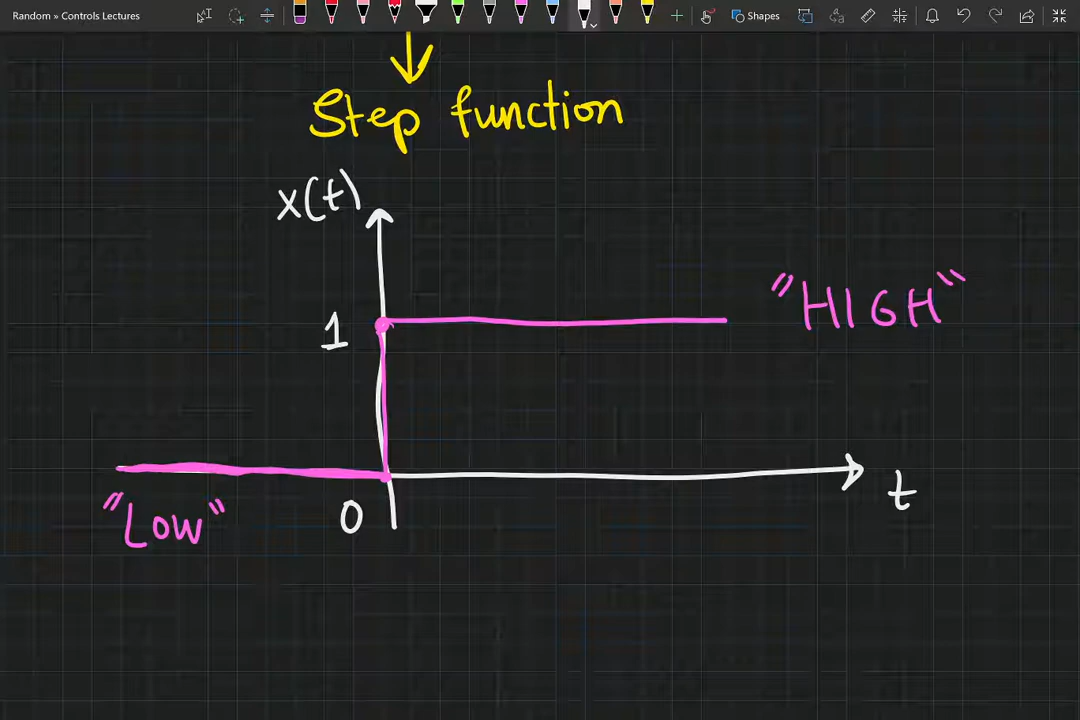 Random » Controls Lectures
Shapes
Step function
x(t)
"HIGH"
1
"LOW"
0
t